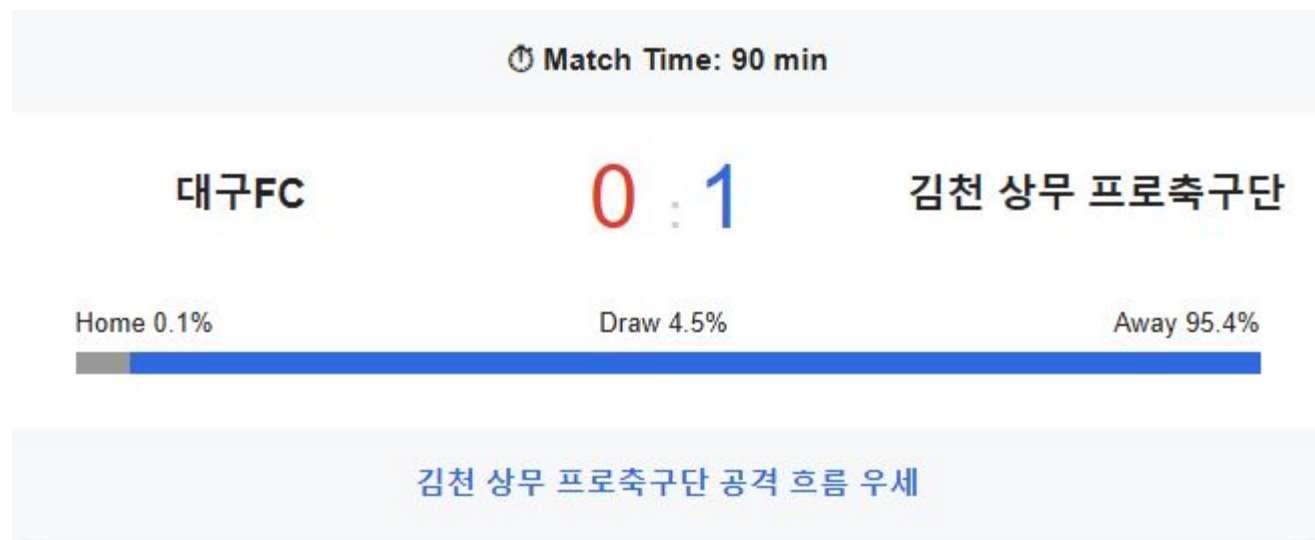 ⏱ Match Time: 90 min
대구FC 0 : 1 김천 상무 프로축구단
Home 0.1% Draw 4.5% Away 95.4%
김천 상무 프로축구단 공격 흐름 우세